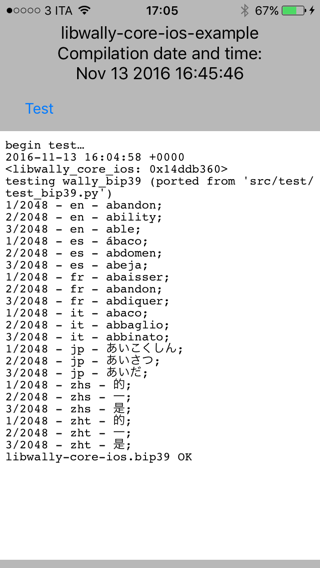 3 ITA 17:05 67%
libwally-core-ios-example
Compilation date and time:
Nov 13 2016 16:45:46
Test
begin test…
2016-11-13 16:04:58 +0000
<libwally_core_ios: 0x14ddb360>
testing wally_bip39 (ported from 'src/test/
test_bip39.py')
1/2048 - en - abandon;
2/2048 - en - ability;
3/2048 - en - able;
1/2048 - es - ábaco;
2/2048 - es - abdomen;
3/2048 - es - abeja;
1/2048 - fr - abaisser;
2/2048 - fr - abandon;
3/2048 - fr - abdiquer;
1/2048 - it - abaco;
2/2048 - it - abbaglio;
3/2048 - it - abbinato;
1/2048 - jp - あいこくしん;
2/2048 - jp - あいさつ;
3/2048 - jp - あいだ;
1/2048 - zhs - 的;
2/2048 - zhs - 一;
3/2048 - zhs - 是;
1/2048 - zht - 的;
2/2048 - zht - 一;
3/2048 - zht - 是;
libwally-core-ios.bip39 OK